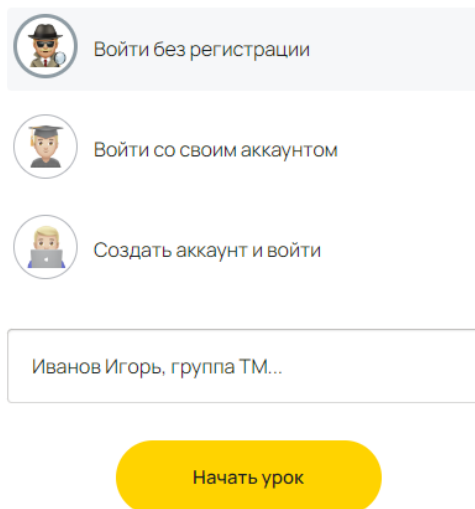 Войти без регистрации
Войти со своим аккаунтом
Создать аккаунт и войти
Иванов Игорь, группа ТМ...
Начать урок